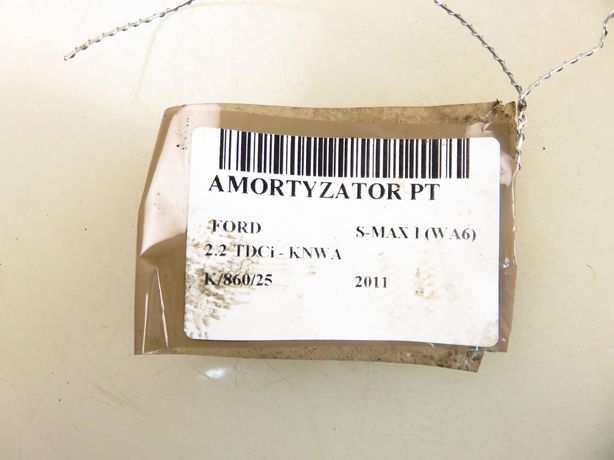 AMORTYZATOR PT
FORD S-MAX I (WA6)
2.2 TDCi - KNWA
K/860/25 2011